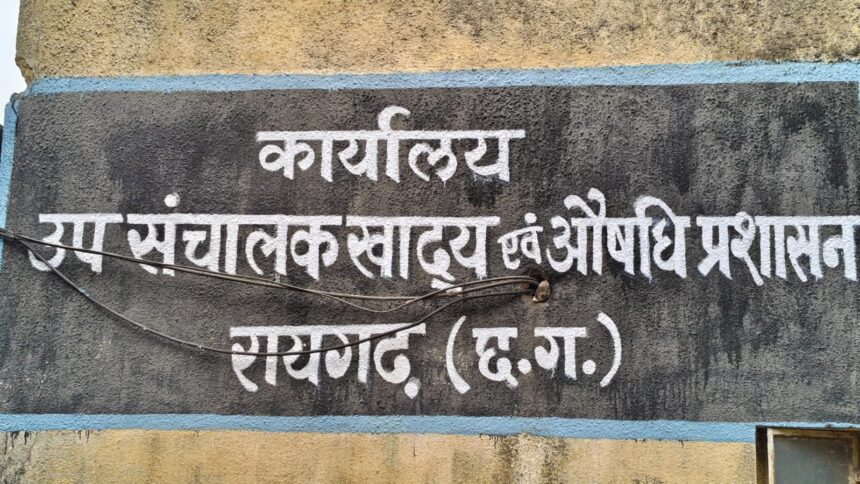 कार्यालय
उप संचालक खाद्य एवं औषधि प्रशासन
रायगढ़ (छ.ग.)